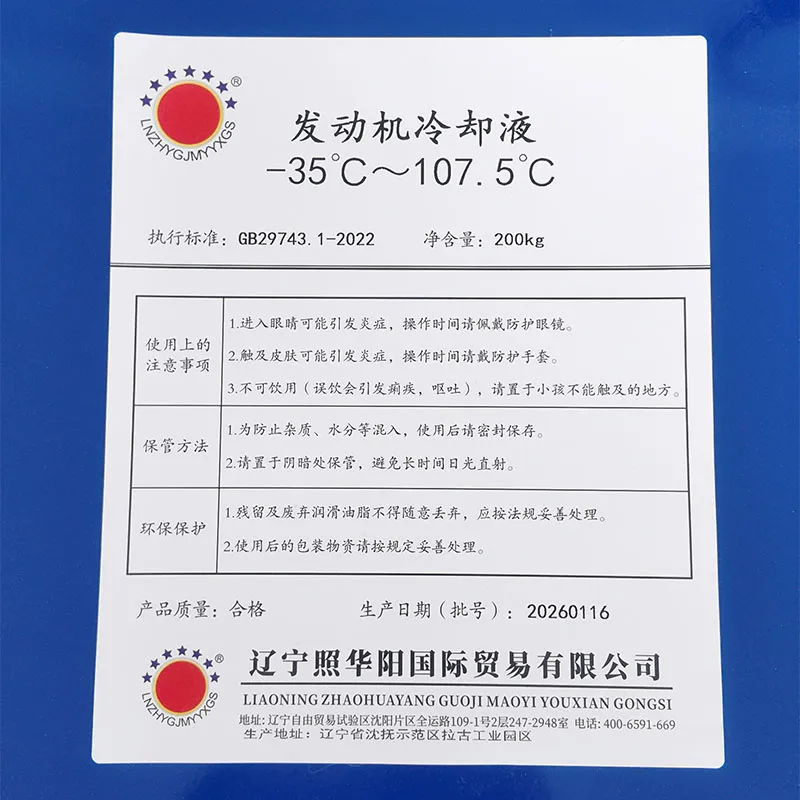 LNZHYGJMYYXGS ®
发动机冷却液
-35℃～107.5℃
执行标准：GB29743.1-2022 净含量：200kg
使用上的
注意事项
1.进入眼睛可能引发炎症，操作时间请佩戴防护眼镜。
2.触及皮肤可能引发炎症，操作时间请戴防护手套。
3.不可饮用（误饮会引发痢疾，呕吐），请置于小孩不能触及的地方。
保管方法
1.为防止杂质、水分等混入，使用后请密封保存。
2.请置于阴暗处保管，避免长时间日光直射。
环保保护
1.残留及废弃润滑油脂不得随意丢弃，应按法规妥善处理。
2.使用后的包装物资请按规定妥善处理。
产品质量：合格 生产日期（批号）：20260116
LNZHYGJMYYXGS ®
辽宁照华阳国际贸易有限公司
LIAONING ZHAOHUAYANG GUOJI MAOYI YOUXIAN GONGSI
地址：辽宁自由贸易试验区沈阳片区全运路109-1号2层247-2948室 电话：400-6591-669
生产地址：辽宁省沈抚示范区拉古工业园区